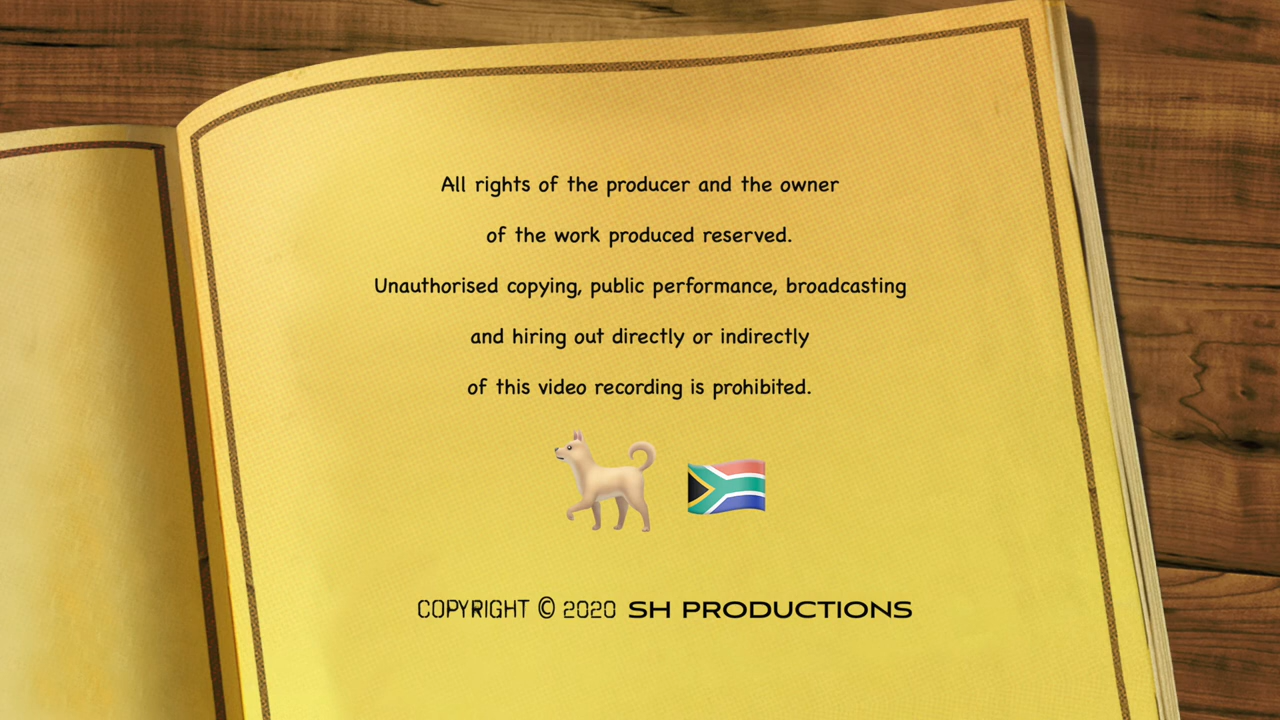 All rights of the producer and the owner
of the work produced reserved.
Unauthorised copying, public performance, broadcasting
and hiring out directly or indirectly
of this video recording is prohibited.
COPYRIGHT © 2020 SH PRODUCTIONS